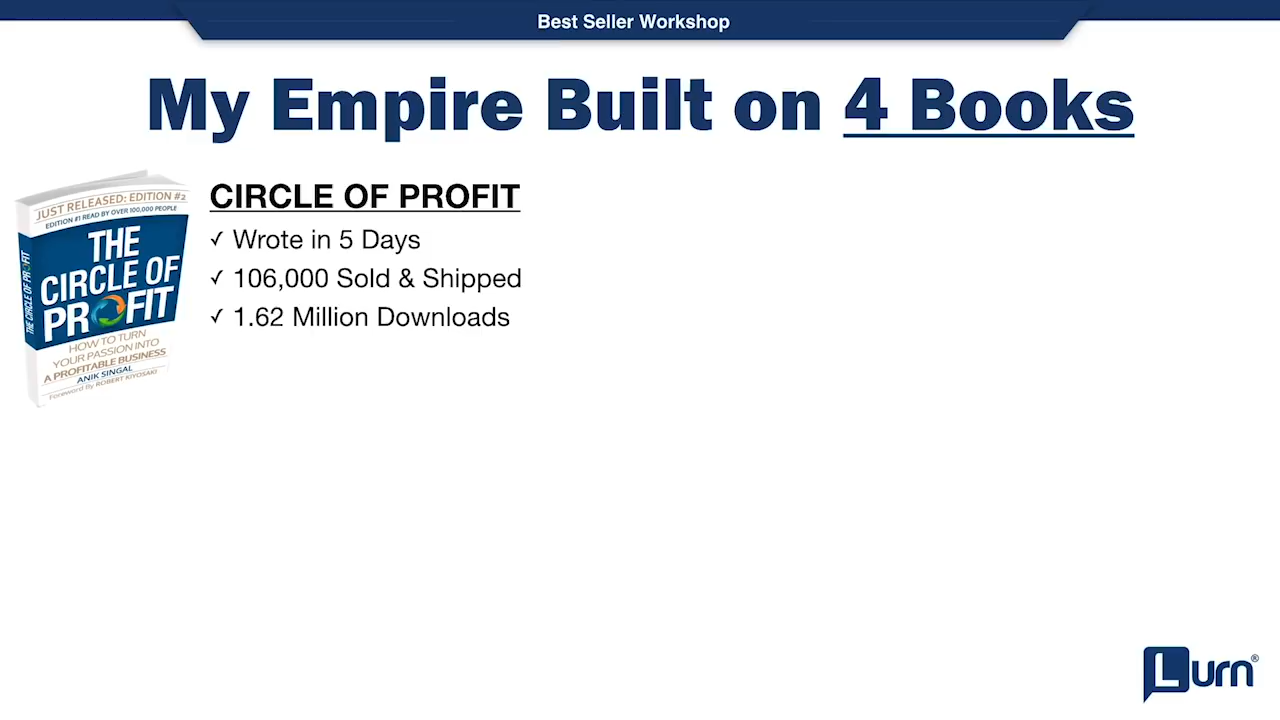 Best Seller Workshop
My Empire Built on 4 Books
JUST RELEASED: EDITION #2
EDITION #1 READ BY OVER 100,000 PEOPLE
THE
CIRCLE OF
PROFIT
HOW TO TURN
YOUR PASSION INTO
A PROFITABLE BUSINESS
ANIK SINGAL
Foreword By ROBERT KIYOSAKI
THE CIRCLE OF PROFIT
CIRCLE OF PROFIT
✓ Wrote in 5 Days
✓ 106,000 Sold & Shipped
✓ 1.62 Million Downloads
Lurn®